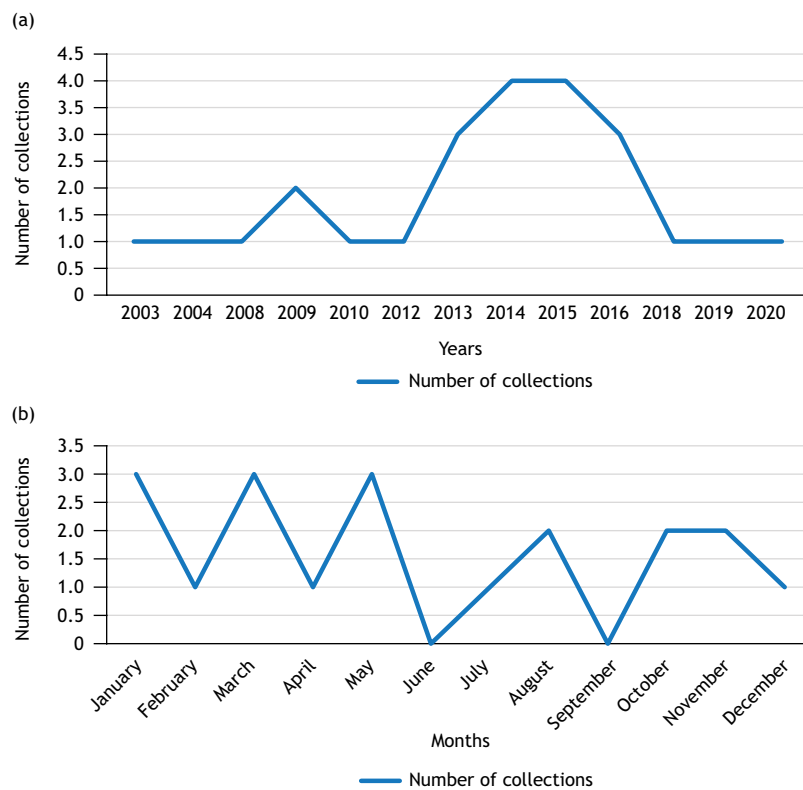 (a)
4.5
4.0
3.5
3.0
2.5
2.0
1.5
1.0
0.5
0
Number of collections
2003 2004 2008 2009 2010 2012 2013 2014 2015 2016 2018 2019 2020
Years
Number of collections
(b)
3.5
3.0
2.5
2.0
1.5
1.0
0.5
0
Number of collections
January February March April May June July August September October November December
Months
Number of collections